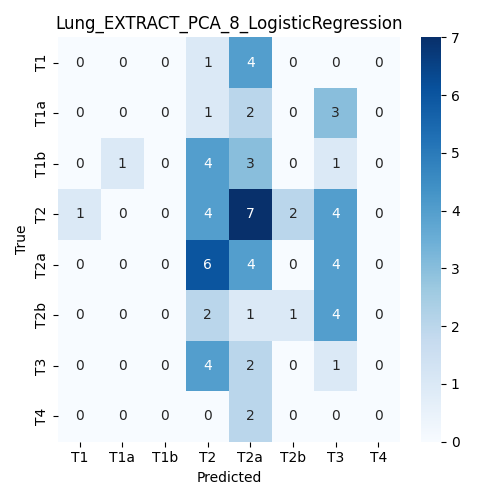 Lung_EXTRACT_PCA_8_LogisticRegression
T1 0 0 0 1 4 0 0 0
T1a 0 0 0 1 2 0 3 0
T1b 0 1 0 4 3 0 1 0
T2 1 0 0 4 7 2 4 0
T2a 0 0 0 6 4 0 4 0
T2b 0 0 0 2 1 1 4 0
T3 0 0 0 4 2 0 1 0
T4 0 0 0 0 2 0 0 0
T1 T1a T1b T2 T2a T2b T3 T4
Predicted
True
7
6
5
4
3
2
1
0